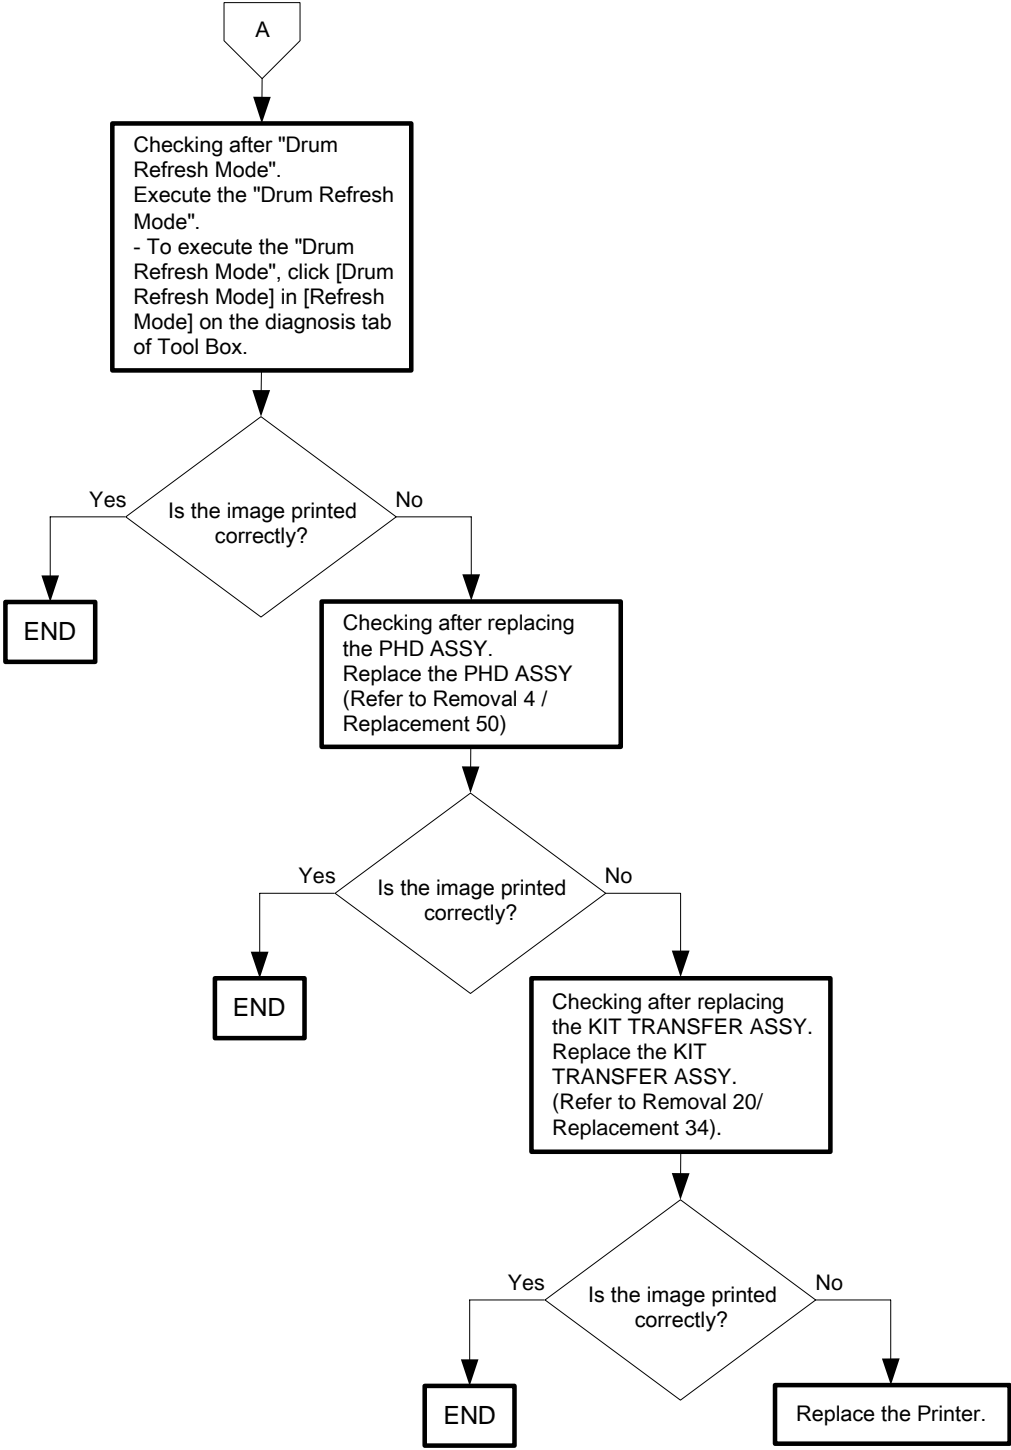 A
Checking after "Drum
Refresh Mode".
Execute the "Drum Refresh
Mode".
- To execute the "Drum
Refresh Mode", click [Drum
Refresh Mode] in [Refresh
Mode] on the diagnosis tab
of Tool Box.
Yes
Is the image printed
correctly?
No
END
Checking after replacing
the PHD ASSY.
Replace the PHD ASSY
(Refer to Removal 4 /
Replacement 50)
Yes
Is the image printed
correctly?
No
END
Checking after replacing
the KIT TRANSFER ASSY.
Replace the KIT
TRANSFER ASSY.
(Refer to Removal 20/
Replacement 34).
Yes
Is the image printed
correctly?
No
END
Replace the Printer.